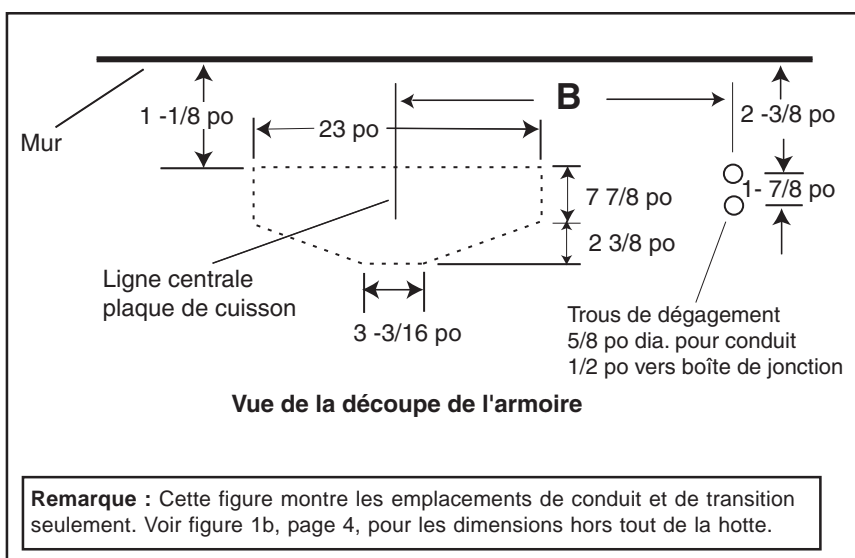 B
1 -1/8 po
2 -3/8 po
23 po
Mur
1- 7/8 po
7 7/8 po
2 3/8 po
Ligne centrale
plaque de cuisson
3 -3/16 po
Trous de dégagement
5/8 po dia. pour conduit
1/2 po vers boîte de jonction
Vue de la découpe de l'armoire
Remarque : Cette figure montre les emplacements de conduit et de transition
seulement. Voir figure 1b, page 4, pour les dimensions hors tout de la hotte.